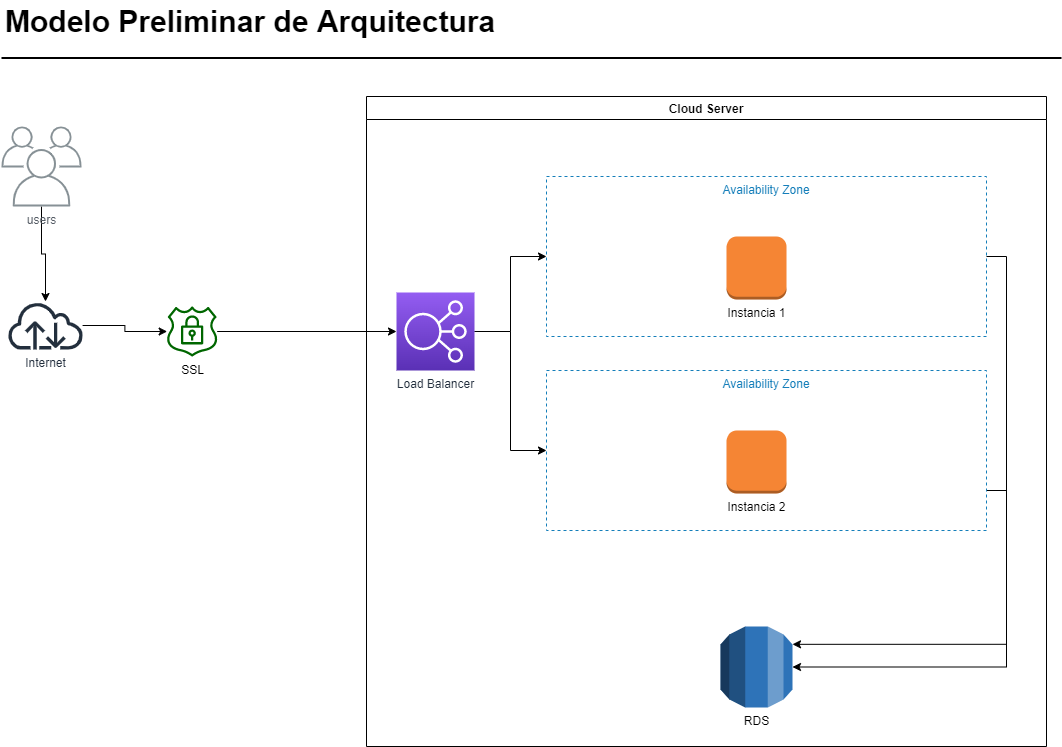 Modelo Preliminar de Arquitectura
Cloud Server
users
Internet
SSL
Load Balancer
Availability Zone
Instancia 1
Availability Zone
Instancia 2
RDS